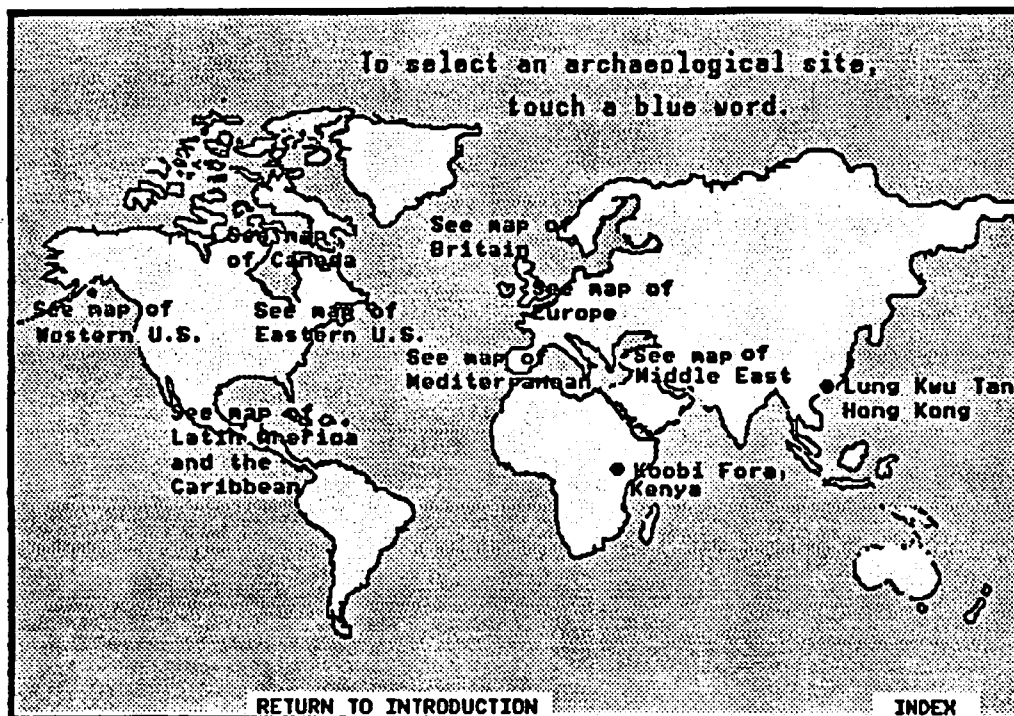 To select an archaeological site,
touch a blue word.
See map
of Canada
See map of
Britain
See map of
Western U.S.
See map of
Eastern U.S.
See map of
Europe
See map of
Mediterranean
See map of
Middle East
Lung Kwu Tan
Hong Kong
See map of
Latin America
and the
Caribbean
Koobi Fora,
Kenya
RETURN TO INTRODUCTION
INDEX